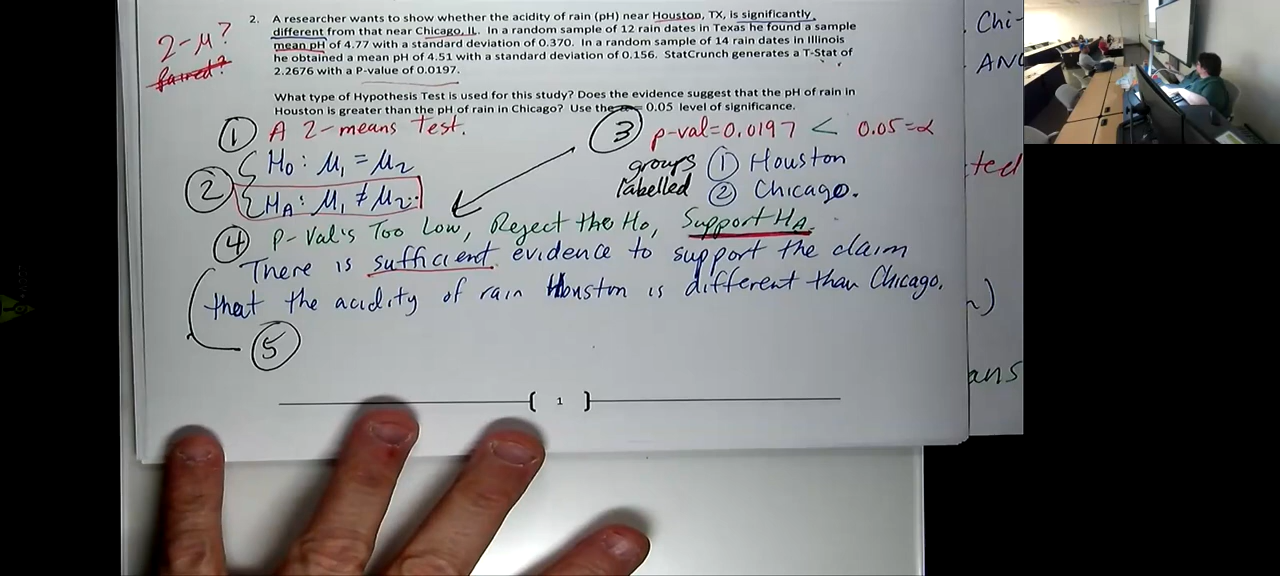 2. A researcher wants to show whether the acidity of rain (pH) near Houston, TX, is significantly
different from that near Chicago, IL. In a random sample of 12 rain dates in Texas he found a sample
mean pH of 4.77 with a standard deviation of 0.370. In a random sample of 14 rain dates in Illinois
he obtained a mean pH of 4.51 with a standard deviation of 0.156. StatCrunch generates a T-Stat of
2.2676 with a P-value of 0.0197.
2-μ?
paired?
What type of Hypothesis Test is used for this study? Does the evidence suggest that the pH of rain in
Houston is greater than the pH of rain in Chicago? Use the = 0.05 level of significance.
① A 2-means Test.
② { H0: μ1 = μ2
HA: μ1 ≠ μ2
③ p-val=0.0197 < 0.05=α
groups ① Houston
labelled ② Chicago.
④ P-Val's Too Low, Reject the Ho, Support HA.
There is sufficient evidence to support the claim
that the acidity of rain Houston is different than Chicago.
⑤
{ 1 }
Chi-
AN
ted
)
ans